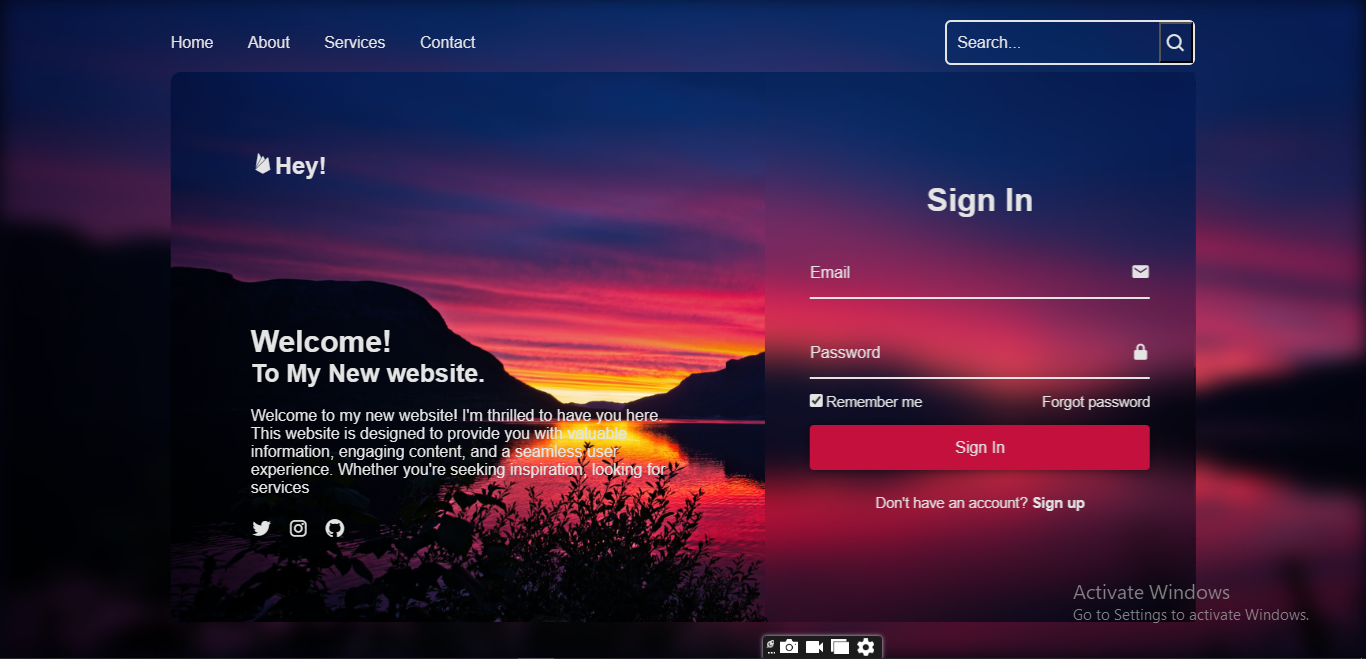 Home About Services Contact Search...
Hey!
Welcome!
To My New website.
Welcome to my new website! I'm thrilled to have you here.
This website is designed to provide you with valuable
information, engaging content, and a seamless user
experience. Whether you're seeking inspiration, looking for
services
Sign In
Email
Password
Remember me Forgot password
Sign In
Don't have an account? Sign up
Activate Windows
Go to Settings to activate Windows.